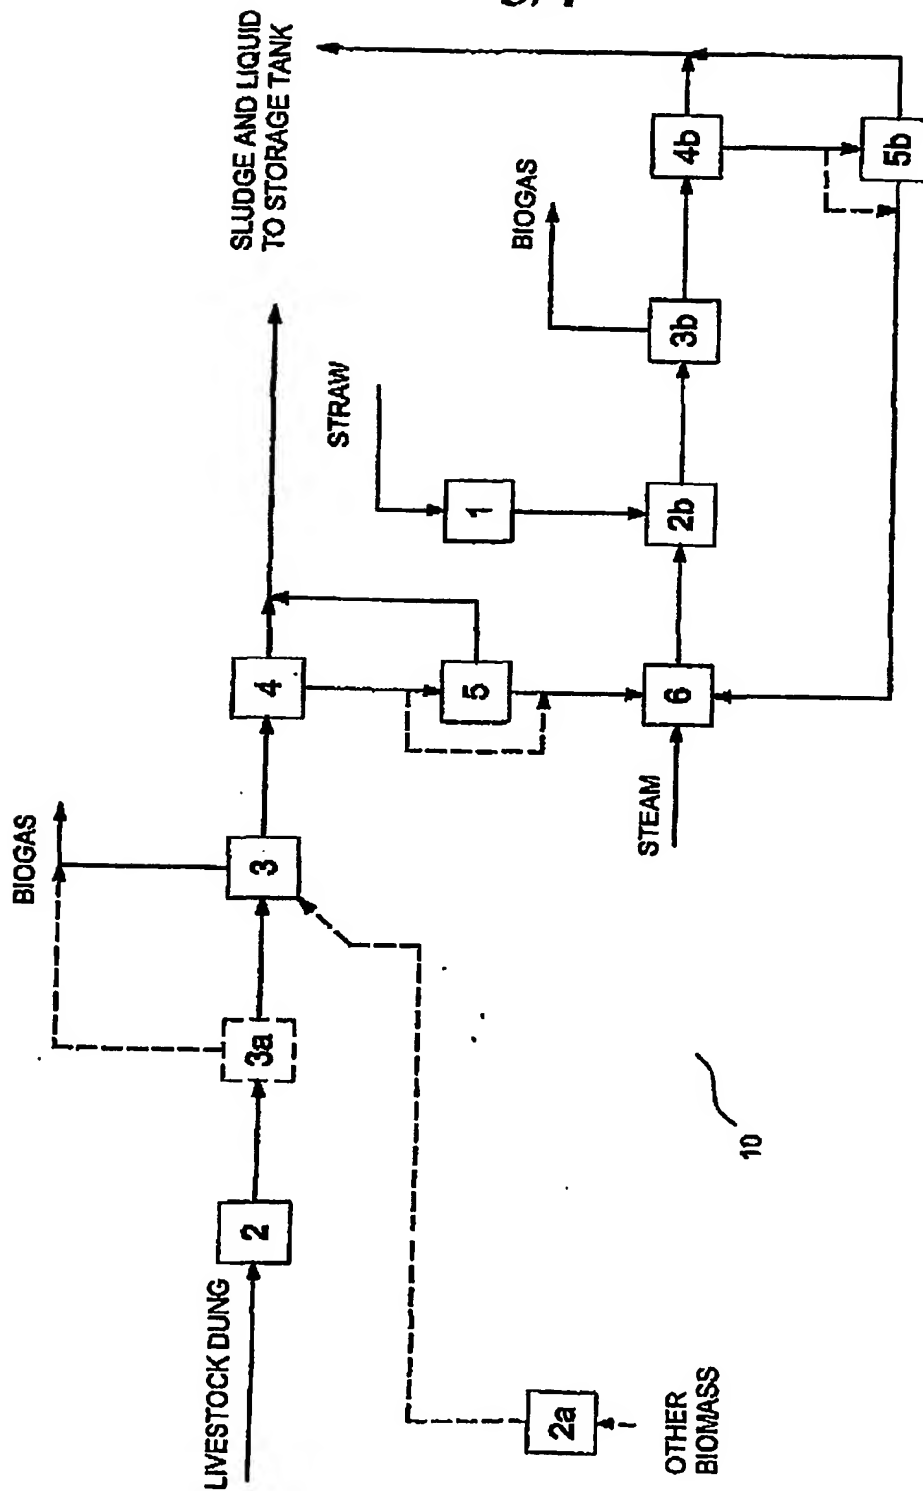 BIOGAS
LIVESTOCK DUNG
2
3a
3
4
SLUDGE AND LIQUID
TO STORAGE TANK
STRAW
5
1
BIOGAS
2a
OTHER
BIOMASS
STEAM
6
2b
3b
4b
10
5b